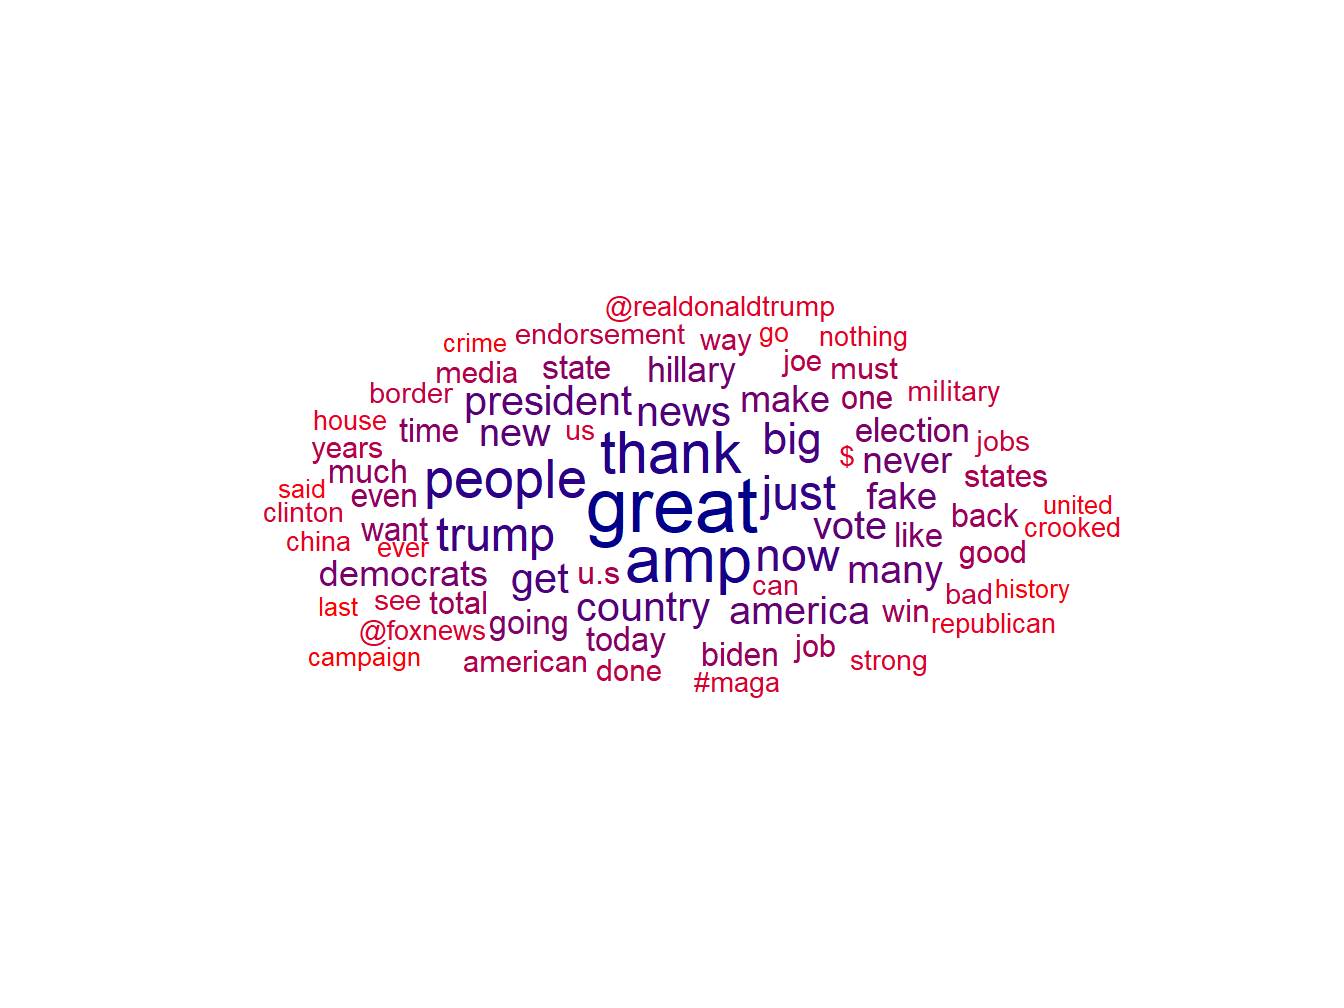 @realdonaldtrump
crime endorsement way go nothing
media state hillary joe must
border president news make one military
house time new us thank big election jobs
years much people just $ never states
said even great fake united
clinton want trump vote like back crooked
china ever amp now many good
democrats get u.s can bad history
last see total country america win republican
@foxnews going today
campaign american done biden job strong
#maga